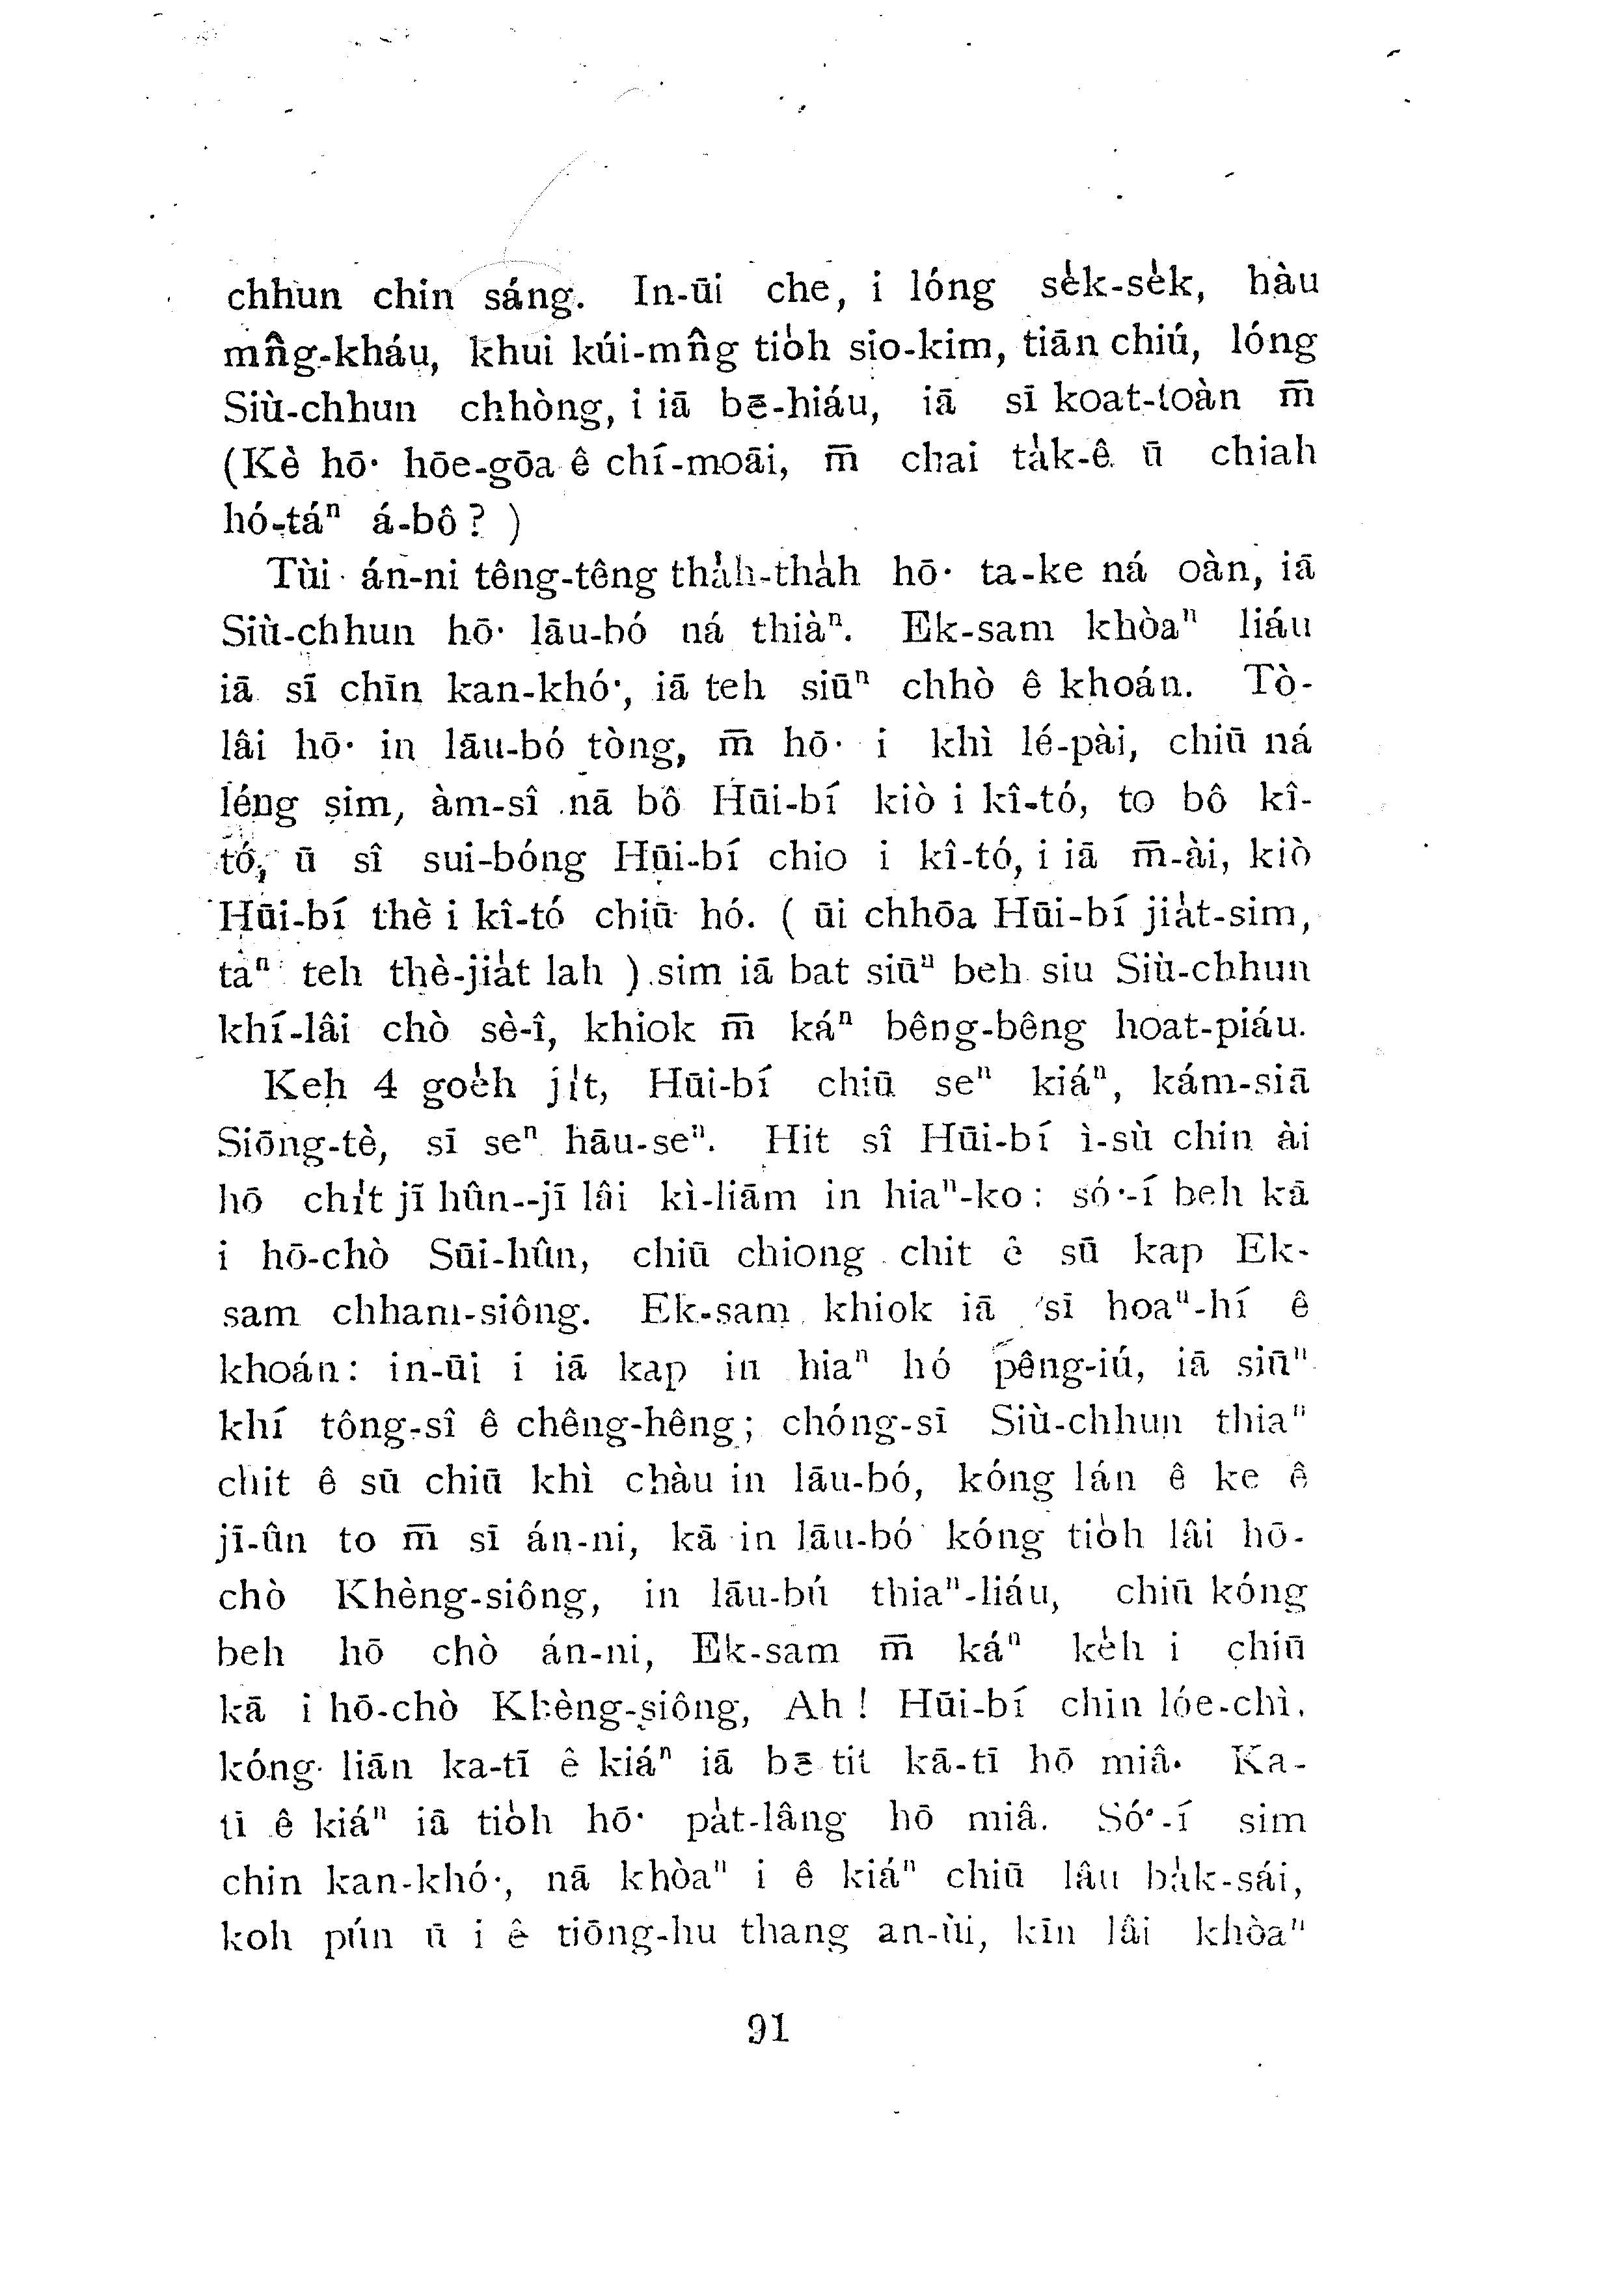 chhun chin sáng. In-ūi che, i lóng se̍k-se̍k, hàu
mn̂g-kháu, khui kúi-mn̂g tio̍h sio-kim, tiān chiú, lóng
Siù-chhun chhòng, i iā bē-hiáu, iā sī koat-toàn m̄
(Kè hō͘ hōe-gōa ê chí-moāi, m̄ chai ta̍k-ê ū chiah
hó-táⁿ á-bô? )
Tùi án-ni têng-têng tha̍h-tha̍h hō͘ ta-ke ná oàn, iā
Siù-chhun hō͘ lāu-bó ná thiàⁿ. Ek-sam khòaⁿ liáu
iā sī chīn kan-khó͘, iā teh siūⁿ chhò ê khoán. Tò-
lâi hō͘ in lāu-bó tòng, m̄ hō͘ i khì lé-pài, chiū ná
léng sim, àm-sî nā bô Hūi-bí kiò i kî-tó, to bô kî-
tó, ū sî sui-bóng Hūi-bí chio i kî-tó, i iā m̄-ài, kiò
Hūi-bí thè i kî-tó chiū hó. ( ūi chhōa Hūi-bí jia̍t-sim,
tàⁿ teh thè-jia̍t lah ) sim iā bat siūⁿ beh siu Siù-chhun
khí-lâi chò sè-î, khiok m̄ káⁿ bêng-bêng hoat-piáu.
Keh 4 goe̍h ji̍t, Hūi-bí chiū seⁿ kiáⁿ, kám-siā
Siōng-tè, sī seⁿ hāu-seⁿ. Hit sî Hūi-bí ì-sù chin ài
hō chi̍t jī hûn--jī lâi kì-liām in hiaⁿ-ko: só͘-í beh kā
i hō-chò Sūi-hûn, chiū chiong chit ê sū kap Ek-
sam chham-siông. Ek-sam khiok iā sī hoaⁿ-hí ê
khoán: in-ūi i iā kap in hiaⁿ hó pêng-iú, iā siūⁿ
khí tông-sî ê chêng-hêng; chóng-sī Siù-chhun thiaⁿ
chit ê sū chiū khì chàu in lāu-bó, kóng lán ê ke ê
jī-ûn to m̄ sī án-ni, kā in lāu-bó kóng tio̍h lâi hō-
chò Khèng-siông, in lāu-bú thiaⁿ-liáu, chiū kóng
beh hō chò án-ni, Ek-sam m̄ káⁿ ke̍h i chiū
kā i hō-chò Khèng-siông, Ah ! Hūi-bí chin lóe-chì.
kóng liān ka-tī ê kiáⁿ iā bē tit kā-tī hō miâ. Ka-
ti ê kiáⁿ iā tio̍h hō͘ pa̍t-lâng hō miâ. Só͘-í sim
chin kan-khó͘, nā khòaⁿ i ê kiáⁿ chiū lâu ba̍k-sái,
koh pún ū i ê tiōng-hu thang an-ùi, kīn lâi khòaⁿ
91